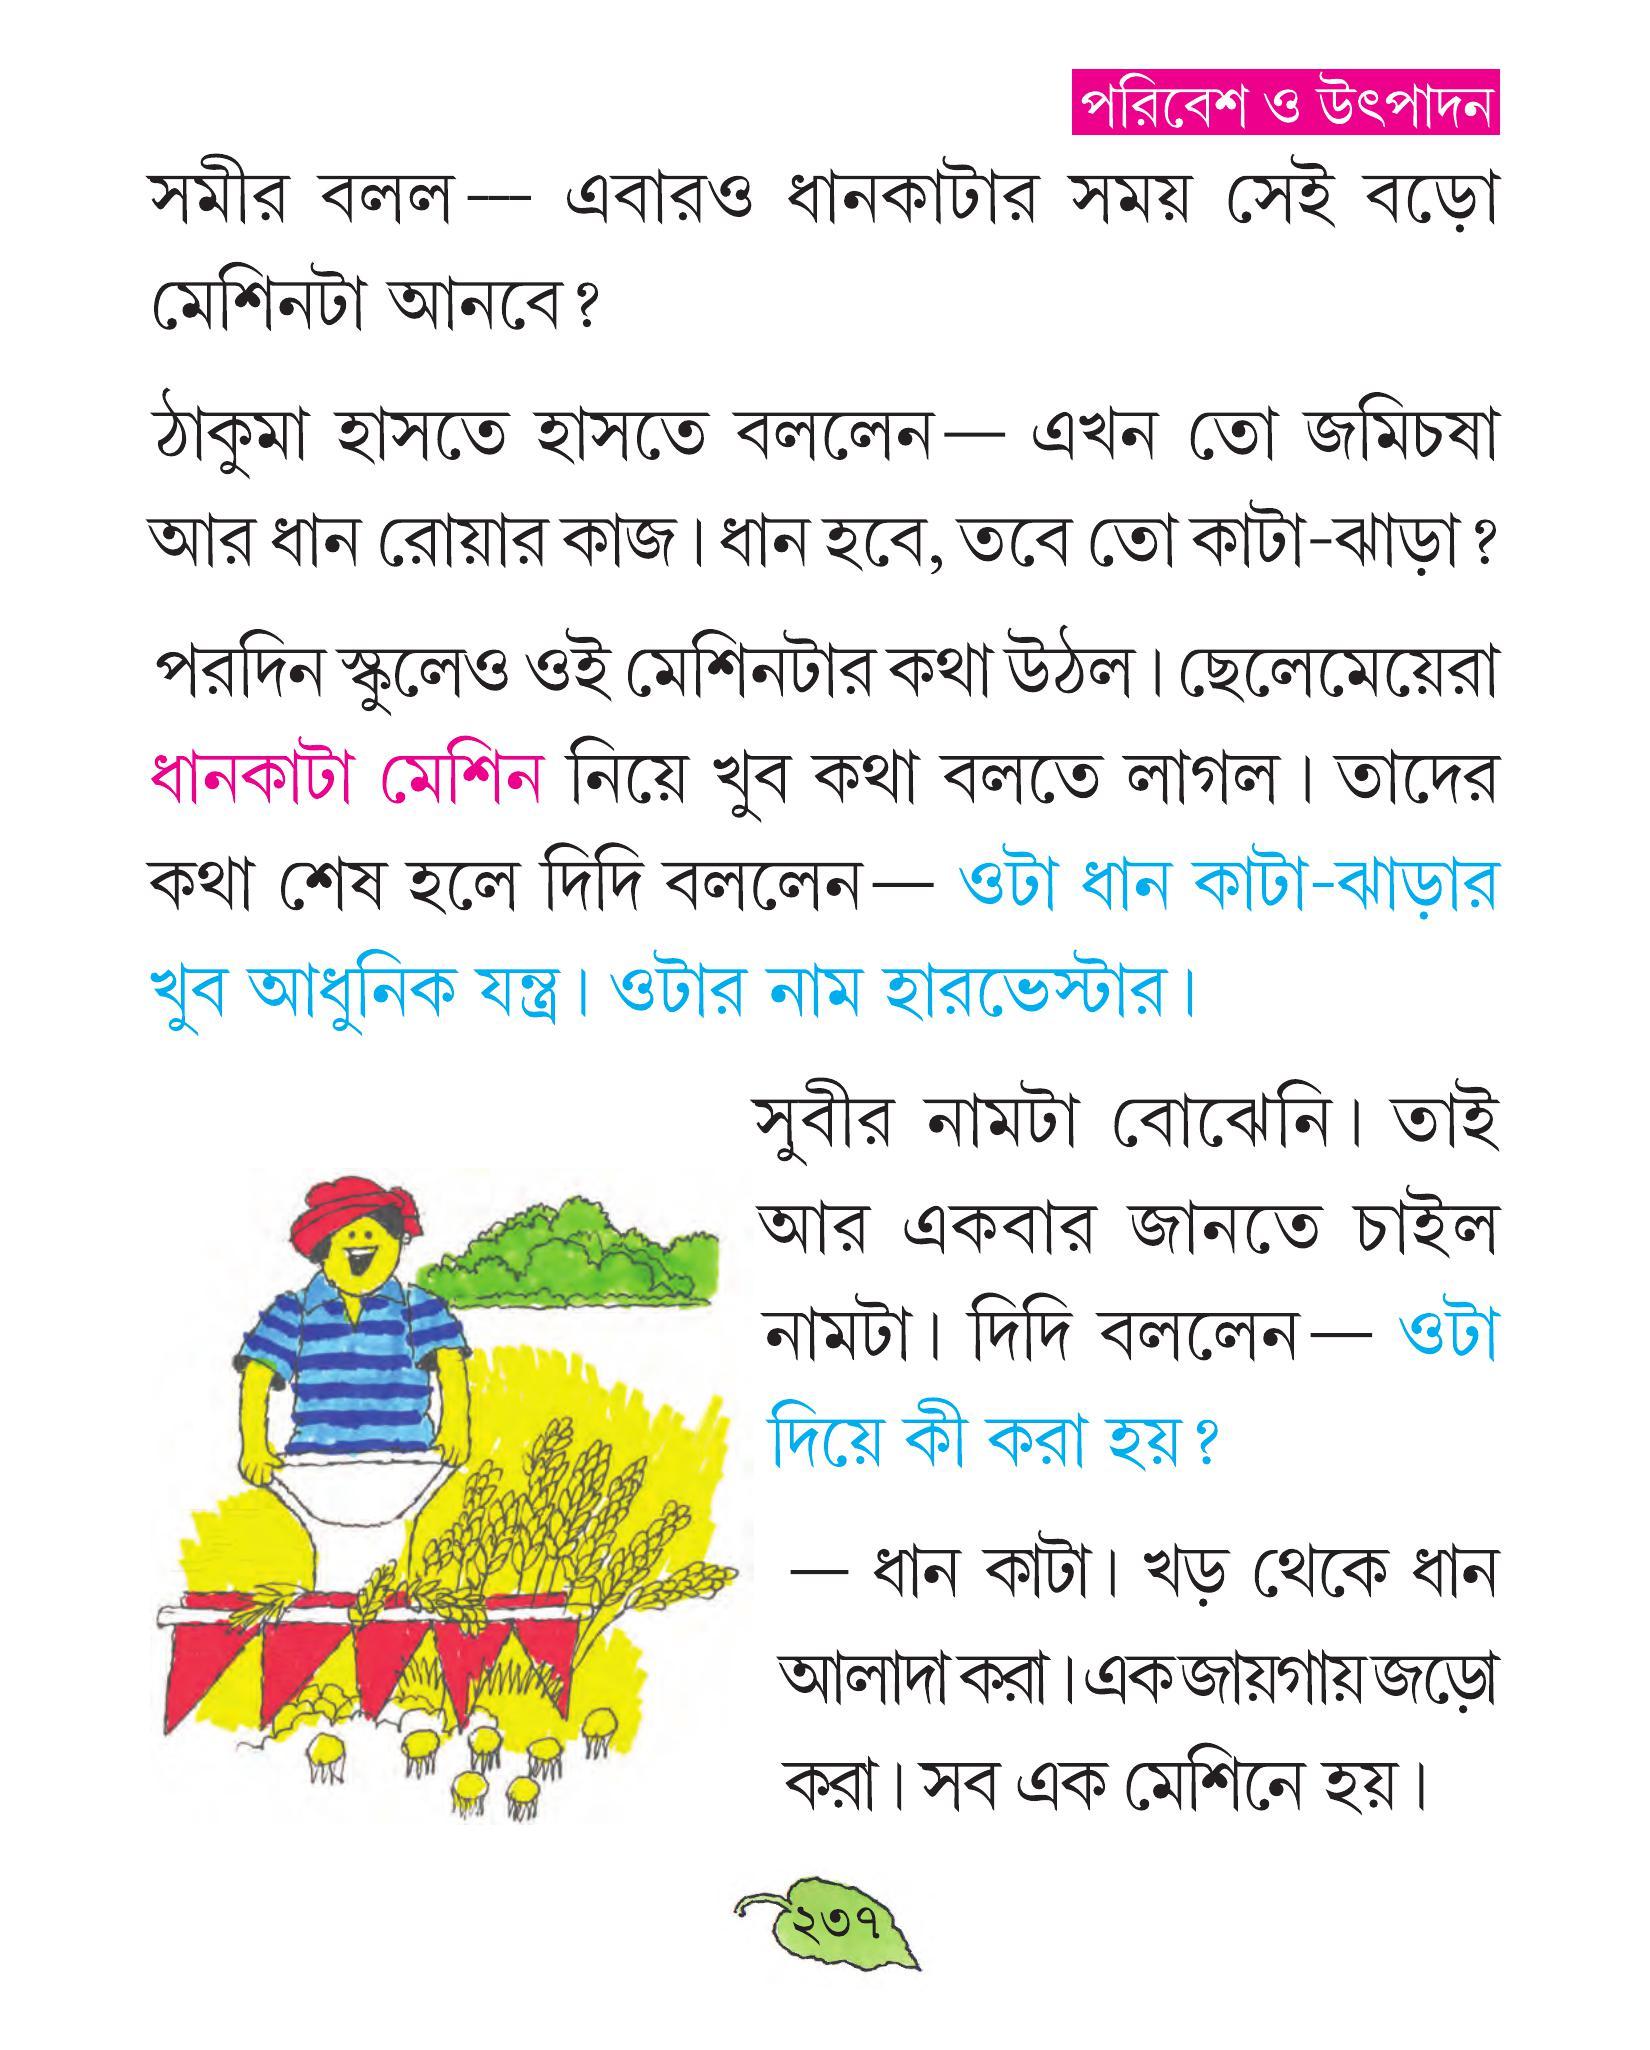 পরিবেশ ও উৎপাদন
সমীর বলল--- এবারও ধানকাটার সময় সেই বড়ো
মেশিনটা আনবে?
ঠাকুমা হাসতে হাসতে বললেন— এখন তো জমিচষা
আর ধান রোয়ার কাজ। ধান হবে, তবে তো কাটা-ঝাড়া?
পরদিন স্কুলেও ওই মেশিনটার কথা উঠল। ছেলেমেয়েরা
ধানকাটা মেশিন নিয়ে খুব কথা বলতে লাগল। তাদের
কথা শেষ হলে দিদি বললেন— ওটা ধান কাটা-ঝাড়ার
খুব আধুনিক যন্ত্র। ওটার নাম হারভেস্টার।
সুবীর নামটা বোঝেনি। তাই
আর একবার জানতে চাইল
নামটা। দিদি বললেন— ওটা
দিয়ে কী করা হয়?
— ধান কাটা। খড় থেকে ধান
আলাদা করা। এক জায়গায় জড়ো
করা। সব এক মেশিনে হয়।
২৩৭